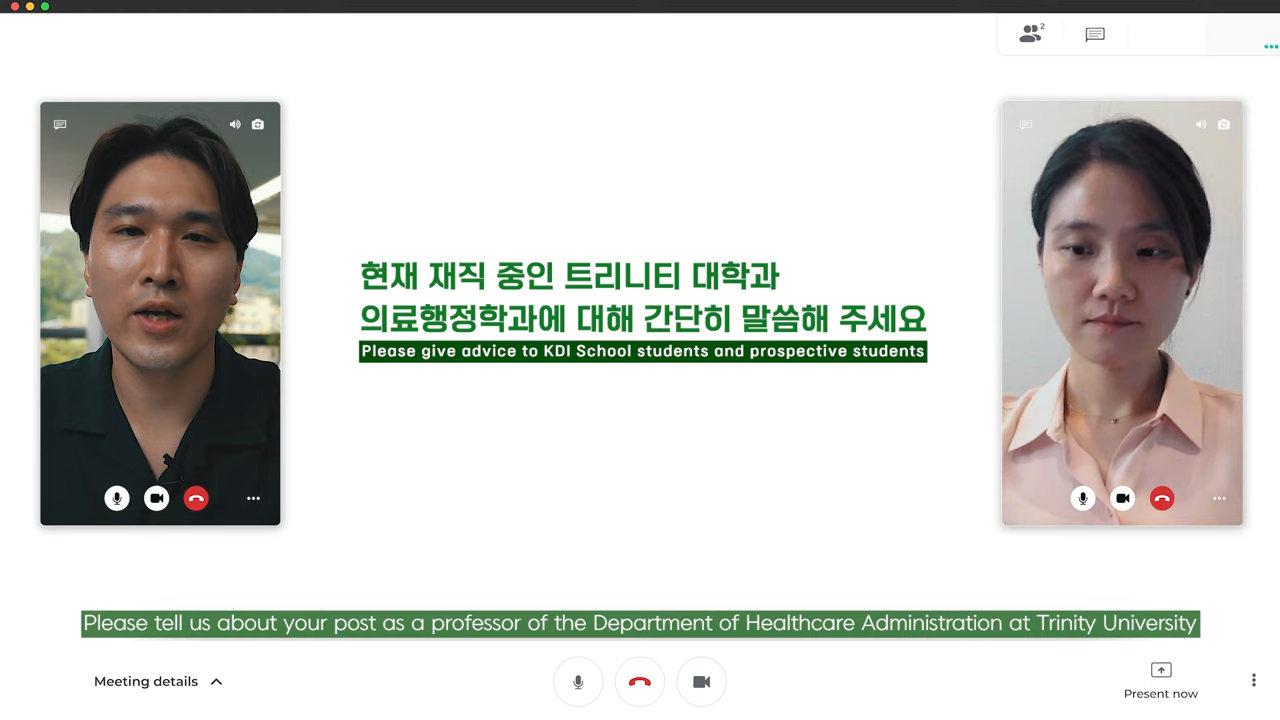 2
현재 재직 중인 트리니티 대학과
의료행정학과에 대해 간단히 말씀해 주세요
Please give advice to KDI School students and prospective students
Please tell us about your post as a professor of the Department of Healthcare Administration at Trinity University
Meeting details
Present now